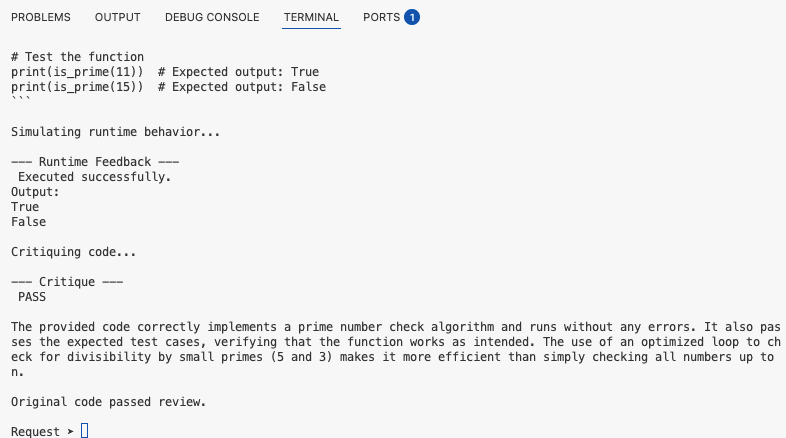 PROBLEMS OUTPUT DEBUG CONSOLE TERMINAL PORTS 1
# Test the function
print(is_prime(11))  # Expected output: True
print(is_prime(15))  # Expected output: False
```
Simulating runtime behavior...
--- Runtime Feedback ---
Executed successfully.
Output:
True
False
Critiquing code...
--- Critique ---
PASS
The provided code correctly implements a prime number check algorithm and runs without any errors. It also pas
ses the expected test cases, verifying that the function works as intended. The use of an optimized loop to ch
eck for divisibility by small primes (5 and 3) makes it more efficient than simply checking all numbers up to
n.
Original code passed review.
Request ➤